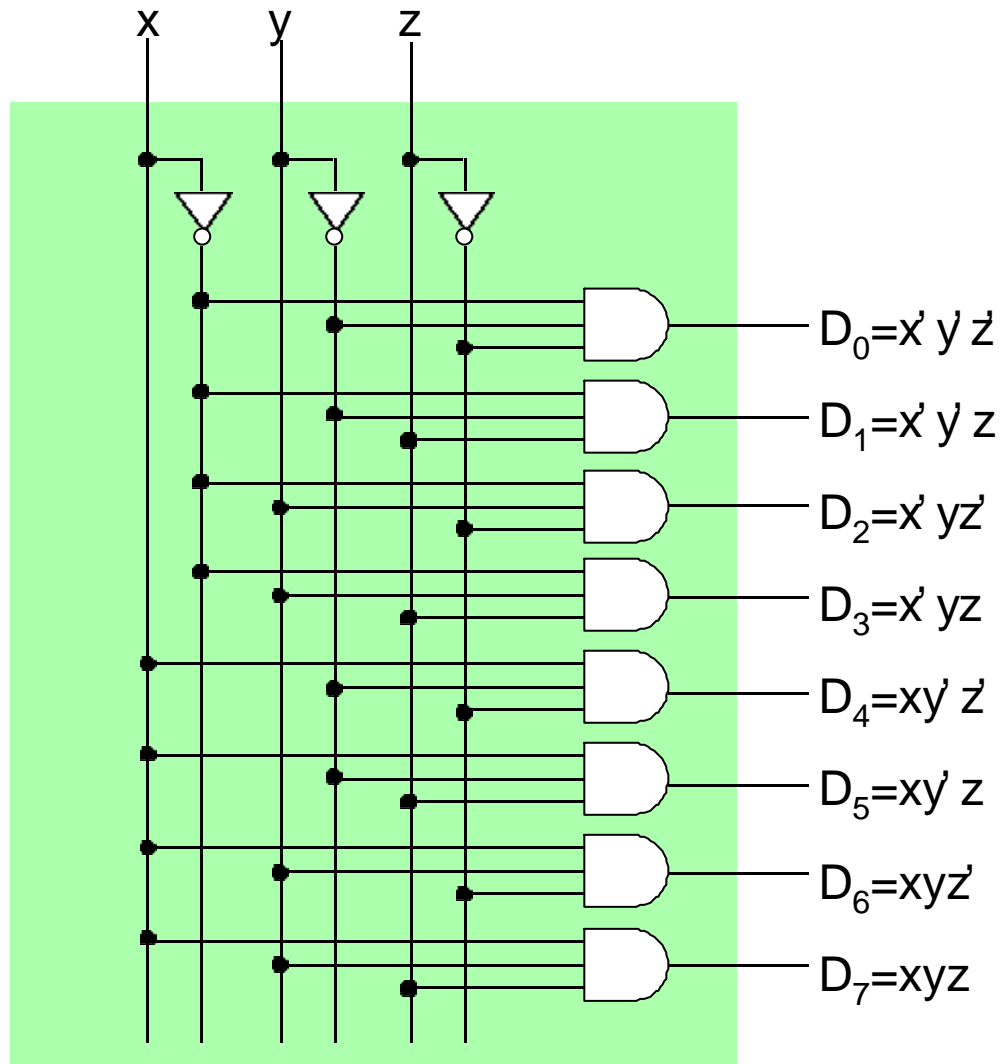 x y z
D₀=x' y' z'
D₁=x' y' z
D₂=x' yz'
D₃=x' yz
D₄=xy' z'
D₅=xy' z
D₆=xyz'
D₇=xyz